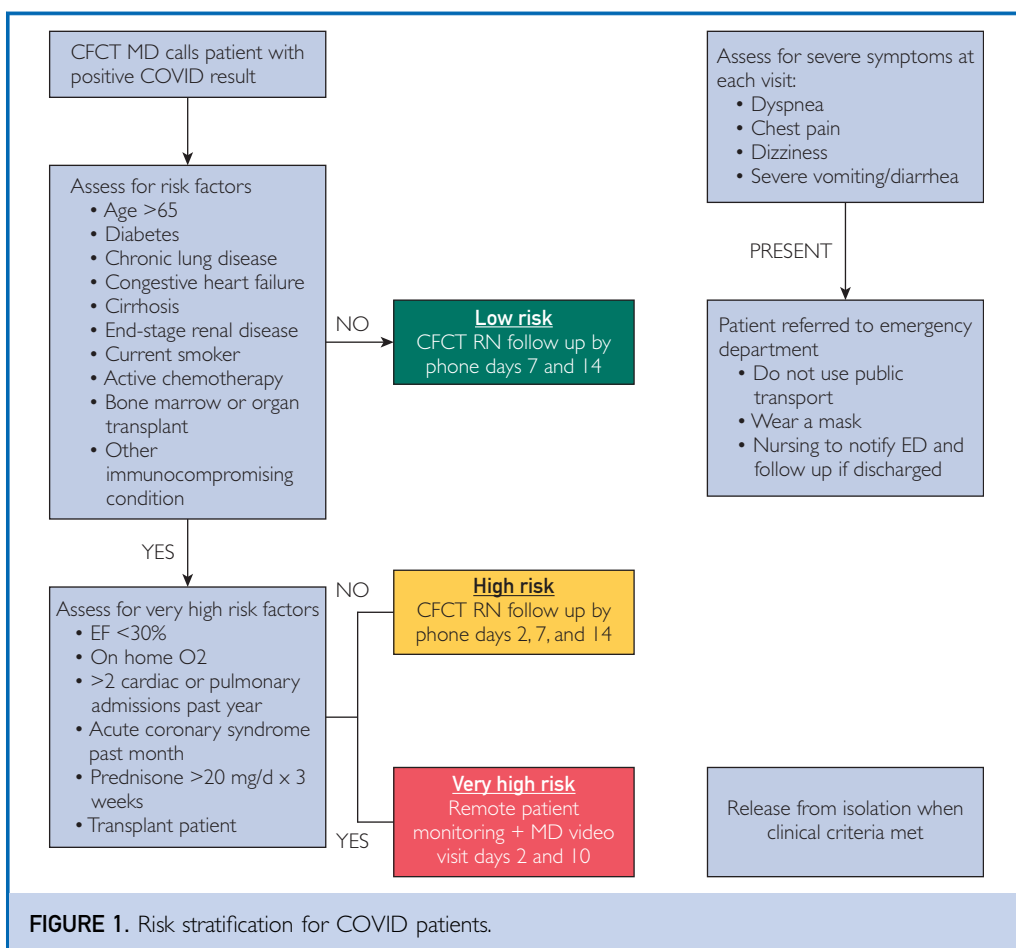 CFCT MD calls patient with
positive COVID result
Assess for risk factors
• Age >65
• Diabetes
• Chronic lung disease
• Congestive heart failure
• Cirrhosis
• End-stage renal disease
• Current smoker
• Active chemotherapy
• Bone marrow or organ
transplant
• Other
immunocompromising
condition
NO
Low risk
CFCT RN follow up by
phone days 7 and 14
YES
Assess for very high risk factors
• EF <30%
• On home O2
• >2 cardiac or pulmonary
admissions past year
• Acute coronary syndrome
past month
• Prednisone >20 mg/d x 3
weeks
• Transplant patient
NO
High risk
CFCT RN follow up by
phone days 2, 7, and 14
YES
Very high risk
Remote patient
monitoring + MD video
visit days 2 and 10
Assess for severe symptoms at
each visit:
• Dyspnea
• Chest pain
• Dizziness
• Severe vomiting/diarrhea
PRESENT
Patient referred to emergency
department
• Do not use public
transport
• Wear a mask
• Nursing to notify ED and
follow up if discharged
Release from isolation when
clinical criteria met
FIGURE 1. Risk stratification for COVID patients.